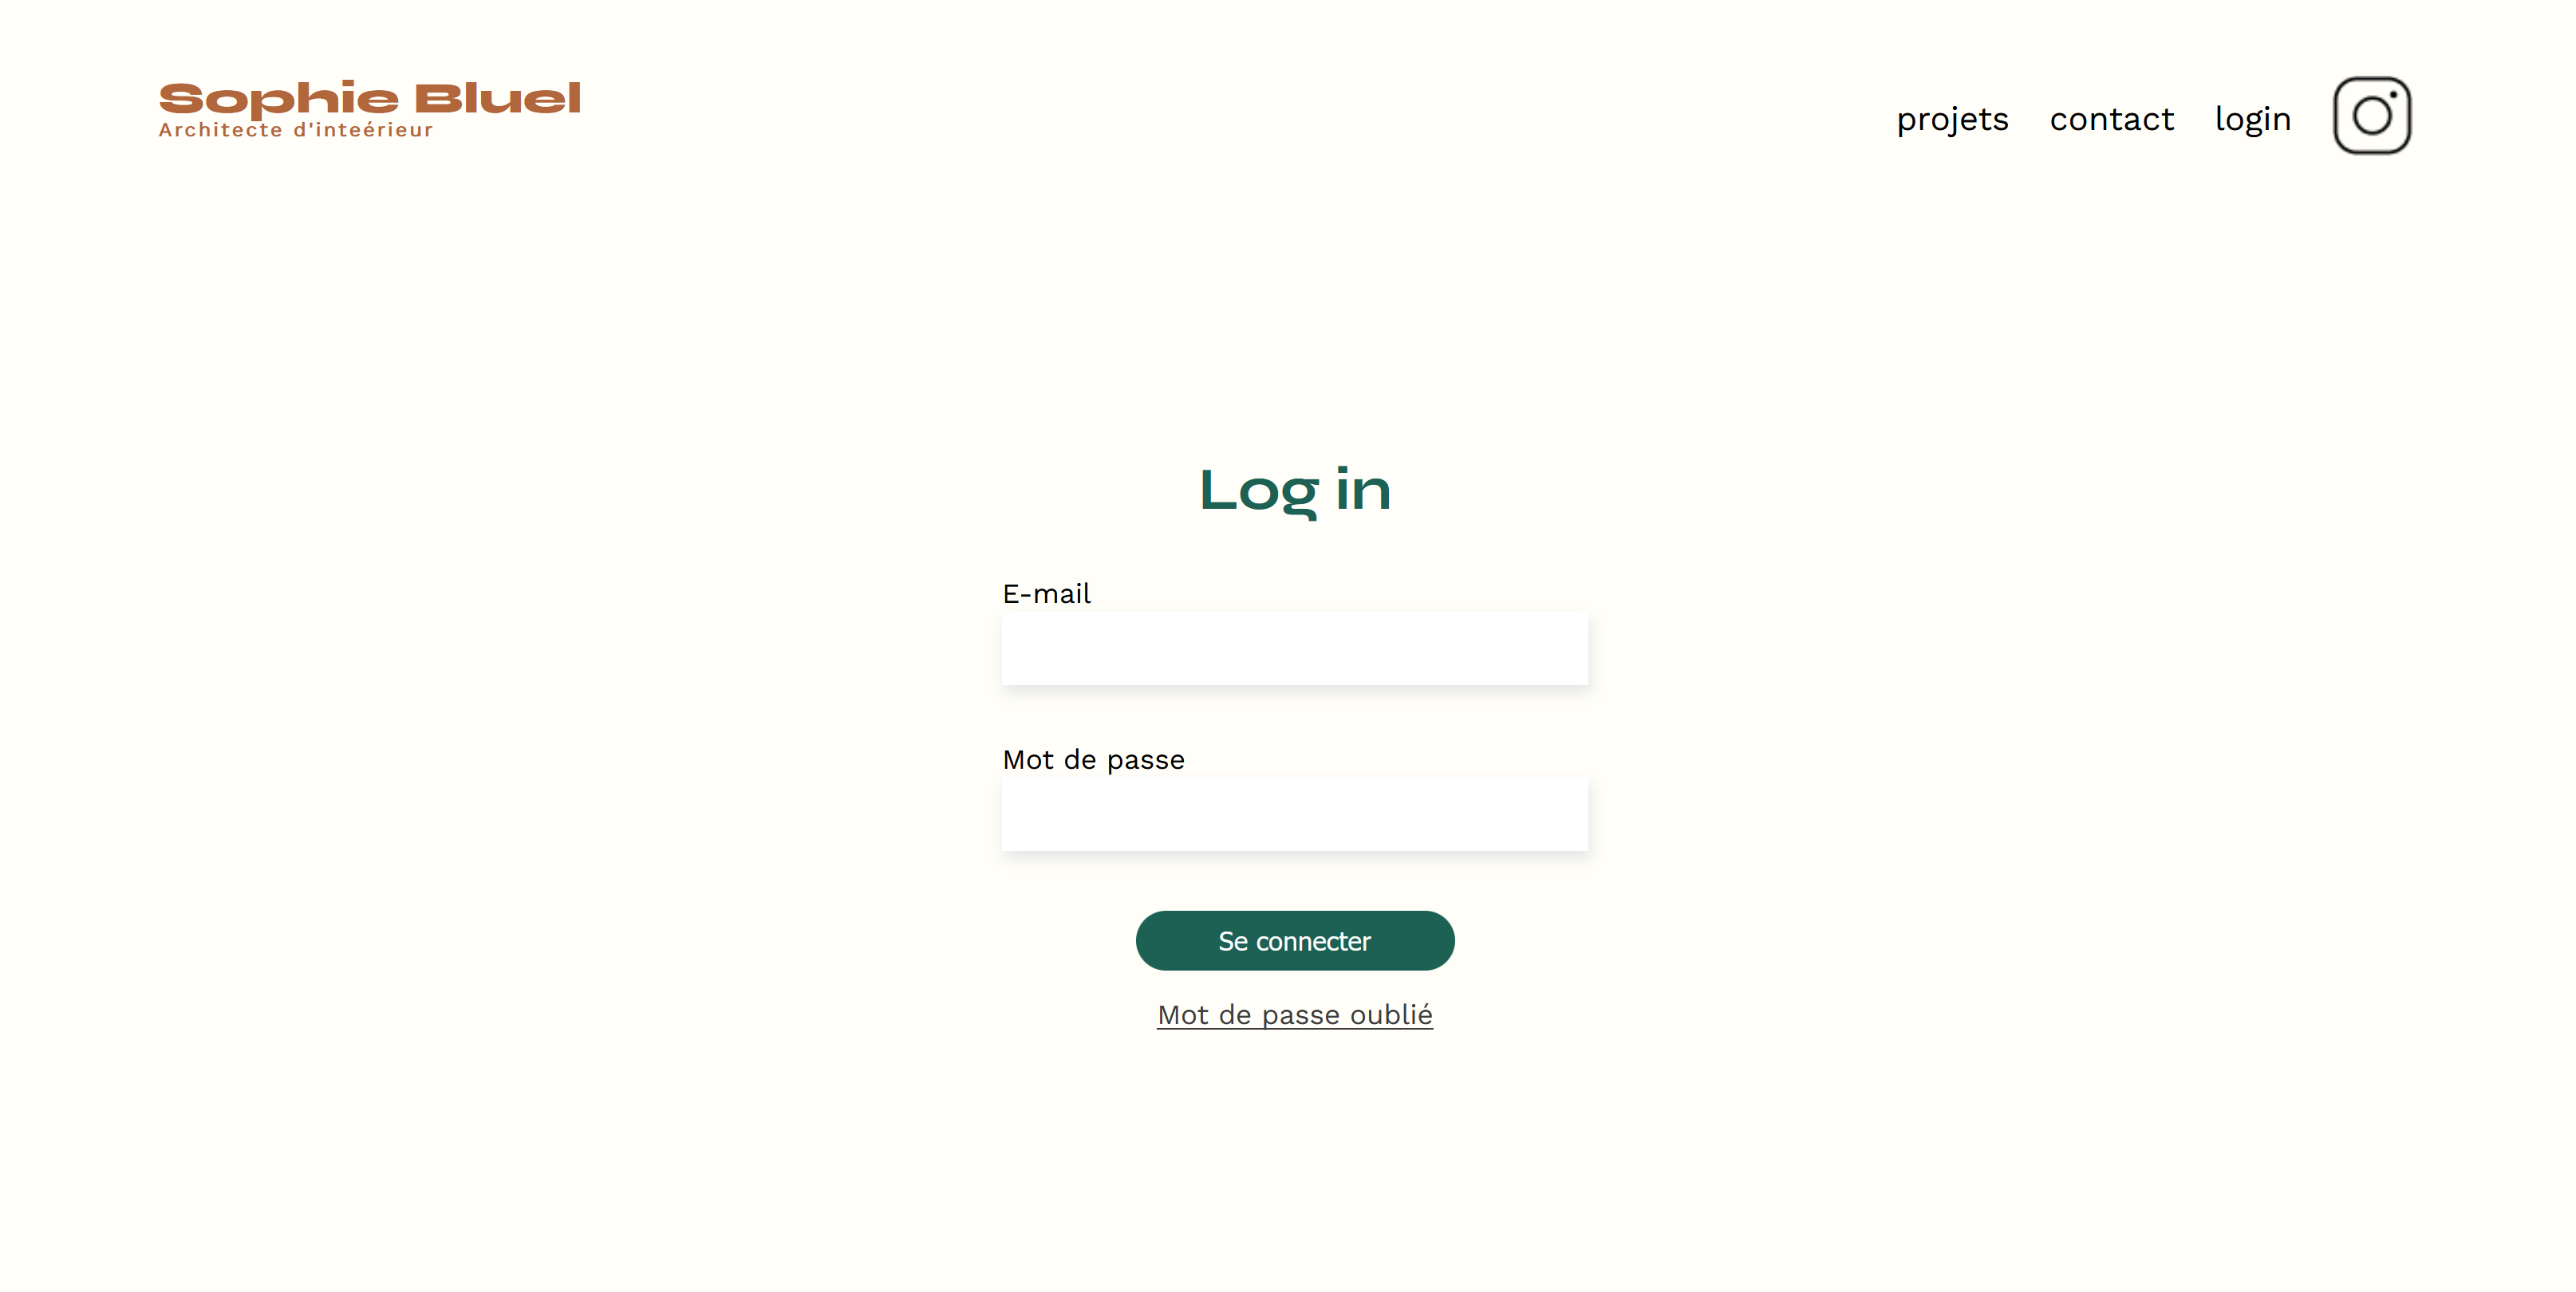 Sophie Bluel
Architecte d'inteérieur
projets contact login
Log in
E-mail
Mot de passe
Se connecter
Mot de passe oublié